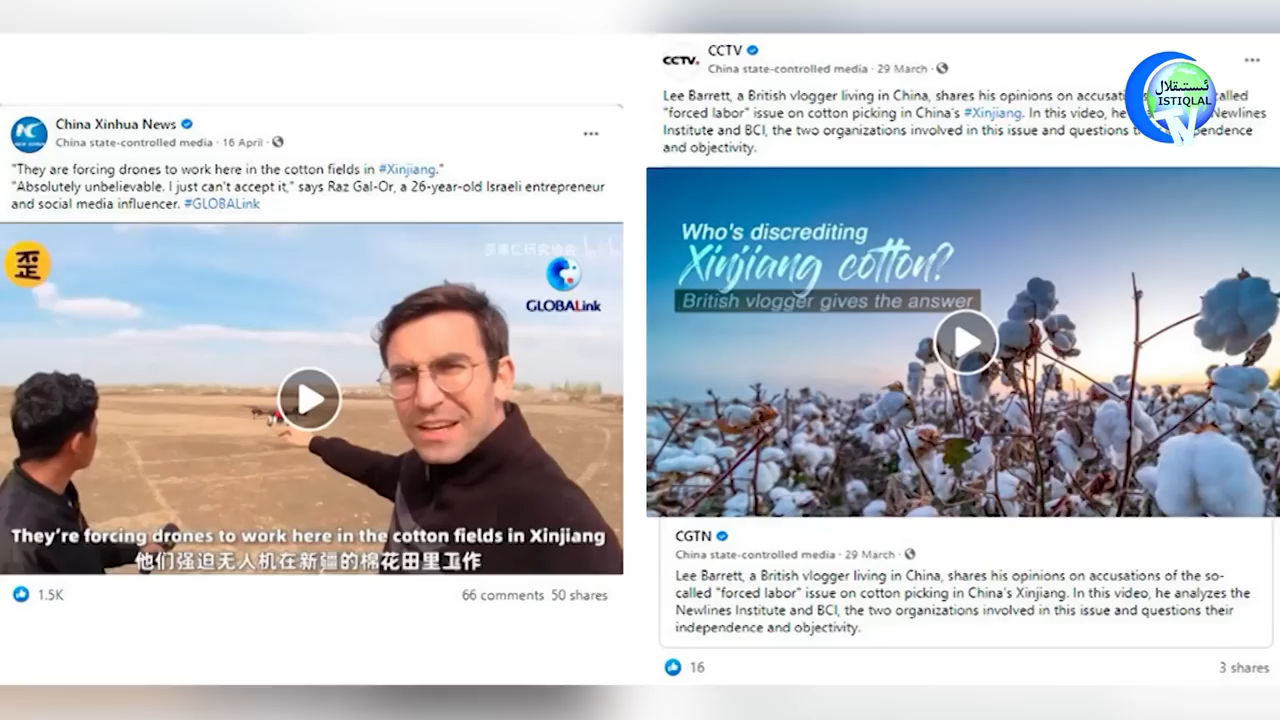 China Xinhua News
China state-controlled media · 16 April ·
"They are forcing drones to work here in the cotton fields in #Xinjiang."
"Absolutely unbelievable. I just can't accept it," says Raz Gal-Or, a 26-year-old Israeli entrepreneur
and social media influencer. #GLOBALink
歪
GLOBALink
They're forcing drones to work here in the cotton fields in Xinjiang
他们强迫无人机在新疆的棉花田里工作
1.5K
66 comments 50 shares
CCTV.
CCTV
China state-controlled media · 29 March ·
Lee Barrett, a British vlogger living in China, shares his opinions on called
"forced labor" issue on cotton picking in China's #Xinjiang. In this video, he Newlines
Institute and BCI, the two organizations involved in this issue and questions
and objectivity.
ئىستىقلال
ISTIQLAL
TV
Who's discrediting
Xinjiang cotton?
British vlogger gives the answer
CGTN
China state-controlled media · 29 March ·
Lee Barrett, a British vlogger living in China, shares his opinions on accusations of the so-
called "forced labor" issue on cotton picking in China's Xinjiang. In this video, he analyzes the
Newlines Institute and BCI, the two organizations involved in this issue and questions their
independence and objectivity.
16
3 shares